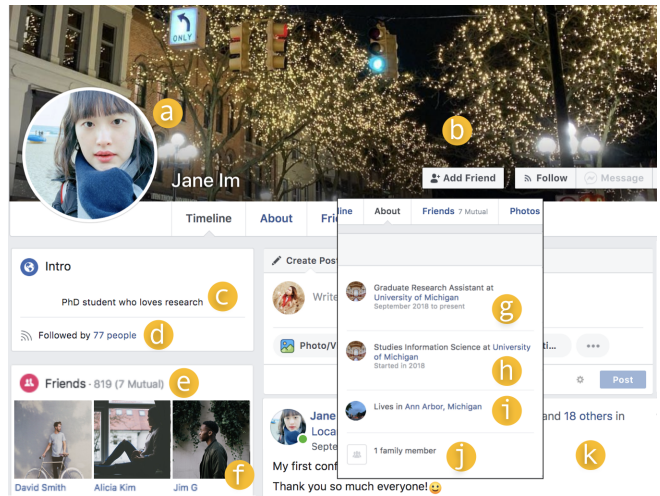 ONLY
a
b
Jane Im
Add Friend
Follow
Message
Timeline
About
line
About
Friends 7 Mutual
Photos
Intro
PhD student who loves research
c
Followed by 77 people
d
Friends · 819 (7 Mutual)
e
David Smith
Alicia Kim
Jim G
f
Create Pos
Write
Photo/V
ti...
Post
Graduate Research Assistant at
University of Michigan
September 2018 to present
g
Studies Information Science at University
of Michigan
Started in 2018
h
Lives in Ann Arbor, Michigan
i
1 family member
j
Jane
and 18 others in
Loca
Septe
k
My first conf
Thank you so much everyone!😀